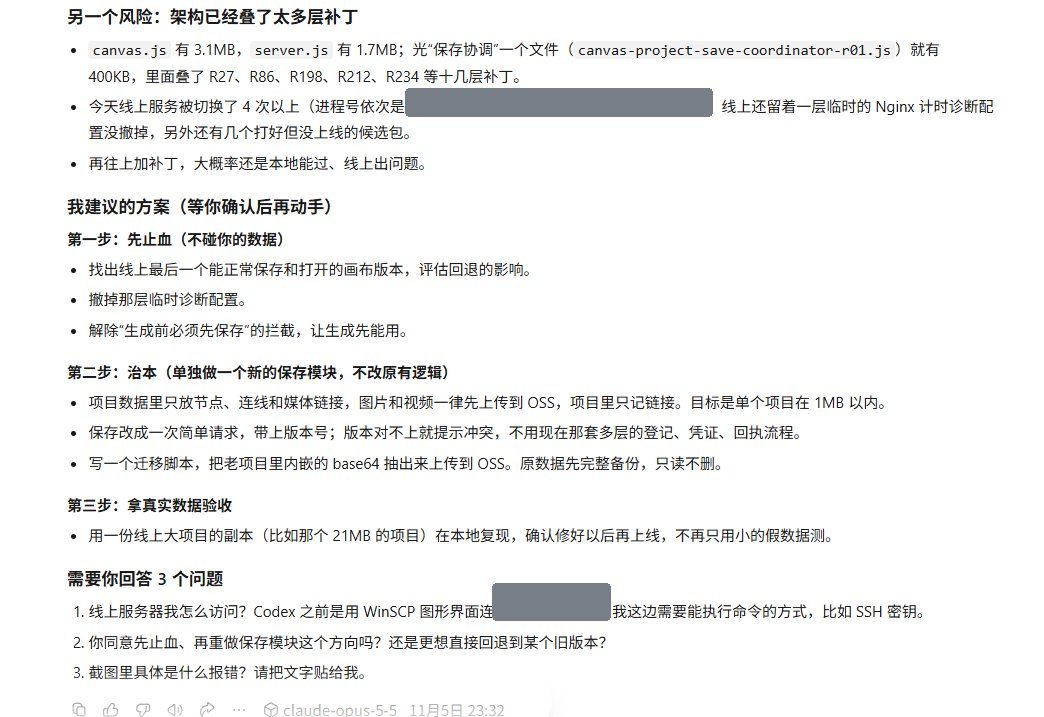 另一个风险：架构已经叠了太多层补丁
canvas.js 有 3.1MB，server.js 有 1.7MB；光“保存协调”一个文件（canvas-project-save-coordinator-r01.js）就有
400KB，里面叠了 R27、R86、R198、R212、R234 等十几层补丁。
今天线上服务被切换了 4 次以上（进程号依次是 线上还留着一层临时的 Nginx 计时诊断配
置没撤掉，另外还有几个打好但没上线的候选包。
再往上加补丁，大概率还是本地能过、线上出问题。
我建议的方案（等你确认后再动手）
第一步：先止血（不碰你的数据）
找出线上最后一个能正常保存和打开的画布版本，评估回退的影响。
撤掉那层临时诊断配置。
解除“生成前必须先保存”的拦截，让生成先能用。
第二步：治本（单独做一个新的保存模块，不改原有逻辑）
项目数据里只放节点、连线和媒体链接，图片和视频一律先上传到 OSS，项目里只记链接。目标是单个项目在 1MB 以内。
保存改成一次简单请求，带上版本号；版本对不上就提示冲突，不用现在那套多层的登记、凭证、回执流程。
写一个迁移脚本，把老项目里内嵌的 base64 抽出来上传到 OSS。原数据先完整备份，只读不删。
第三步：拿真实数据验收
用一份线上大项目的副本（比如那个 21MB 的项目）在本地复现，确认修好以后再上线，不再只用小的假数据测。
需要你回答 3 个问题
1. 线上服务器我怎么访问？Codex 之前是用 WinSCP 图形界面连 我这边需要能执行命令的方式，比如 SSH 密钥。
2. 你同意先止血、再重做保存模块这个方向吗？还是更想直接回退到某个旧版本？
3. 截图里具体是什么报错？请把文字贴给我。
claude-opus-5-5 11月5日 23:32